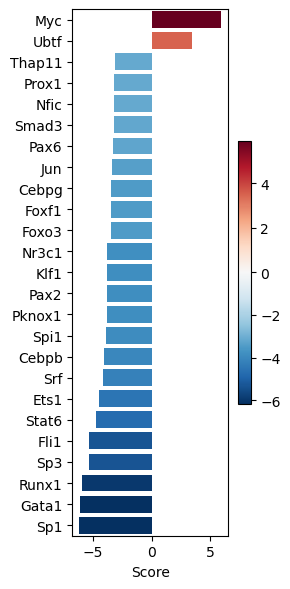 Myc
Ubtf
Thap11
Prox1
Nfic
Smad3
Pax6
Jun
Cebpg
Foxf1
Foxo3
Nr3c1
Klf1
Pax2
Pknox1
Spi1
Cebpb
Srf
Ets1
Stat6
Fli1
Sp3
Runx1
Gata1
Sp1
−5 0 5
Score
4
2
0
−2
−4
−6